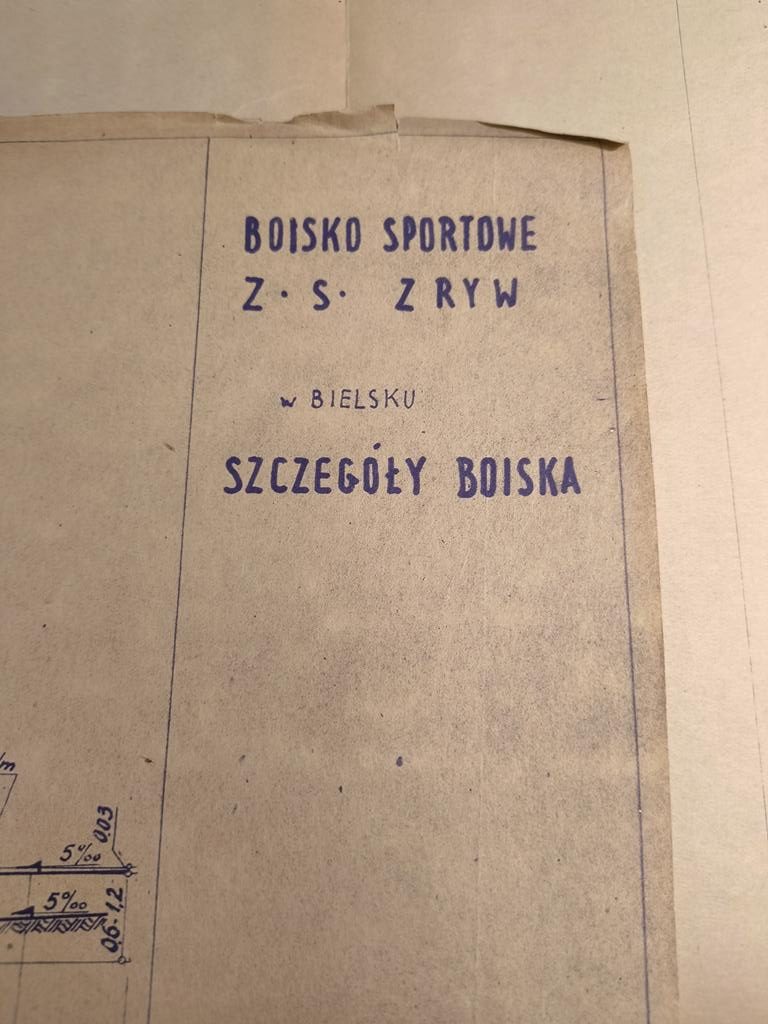 BOISKO SPORTOWE
Z. S. ZRYW
w BIELSKU
SZCZEGÓŁY BOISKA
0.03
5‰
5‰
0,6-1,2